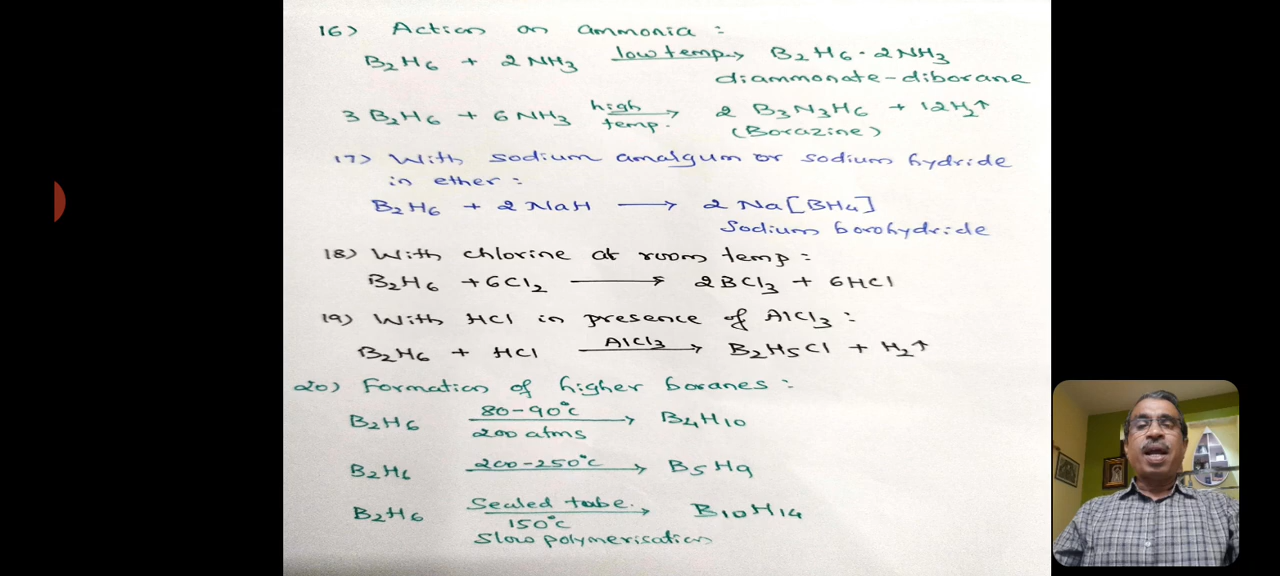 16) Action on ammonia :
B₂H₆ + 2NH₃ low temp → B₂H₆·2NH₃
diammonate-diborane
3B₂H₆ + 6NH₃ high temp. → 2 B₃N₃H₆ + 12H₂↑
(Borazine)
17) With sodium amalgum or sodium hydride
in ether :
B₂H₆ + 2NaH → 2Na[BH₄]
Sodium borohydride
18) With chlorine at room temp :
B₂H₆ + 6Cl₂ → 2BCl₃ + 6HCl
19) With HCl in presence of AlCl₃ :
B₂H₆ + HCl AlCl₃ → B₂H₅Cl + H₂↑
20) Formation of higher boranes :
B₂H₆ 80-90°C → B₄H₁₀
200 atms
B₂H₆ 200-250°C → B₅H₉
B₂H₆ Sealed tube. → B₁₀H₁₄
150°C
Slow polymerisation